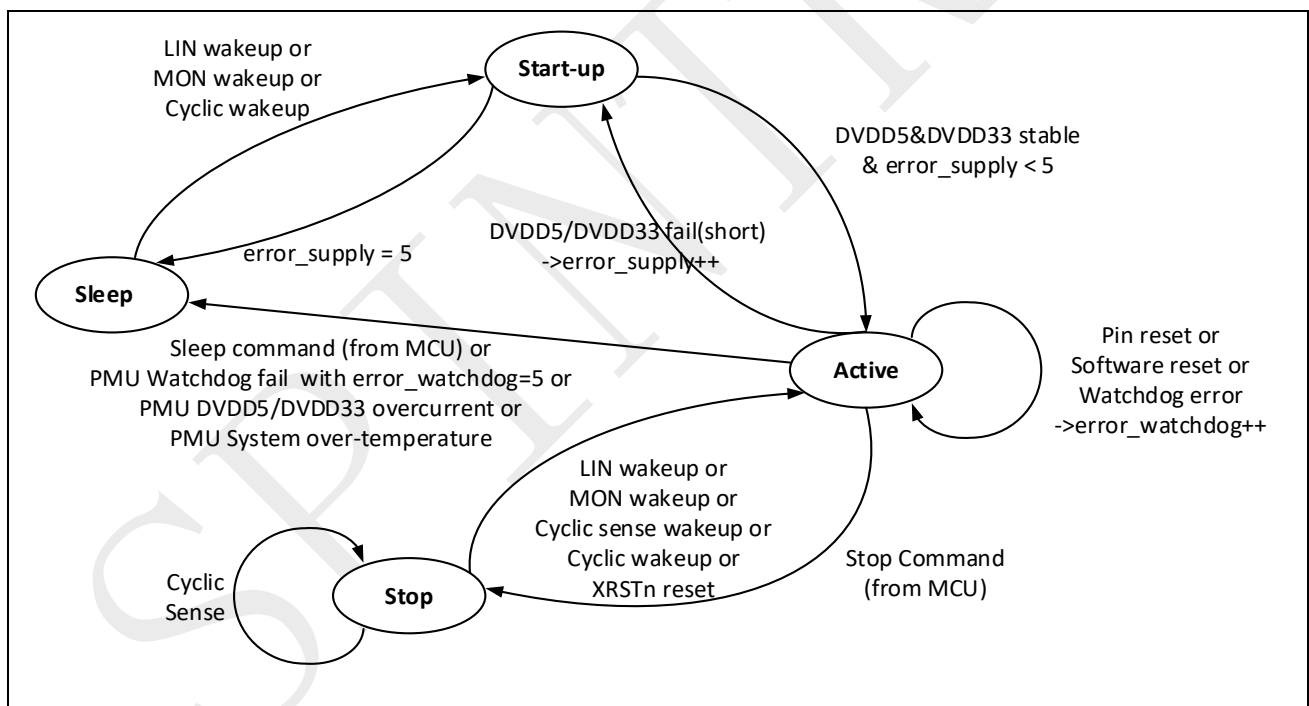 LIN wakeup or
MON wakeup or
Cyclic wakeup
Start-up
DVDD5&DVDD33 stable
& error_supply < 5
DVDD5/DVDD33 fail(short)
->error_supply++
error_supply = 5
Sleep
Sleep command (from MCU) or
PMU Watchdog fail with error_watchdog=5 or
PMU DVDD5/DVDD33 overcurrent or
PMU System over-temperature
Active
Pin reset or
Software reset or
Watchdog error
->error_watchdog++
LIN wakeup or
MON wakeup or
Cyclic sense wakeup or
Cyclic wakeup or
XRSTn reset
Stop Command
(from MCU)
Cyclic
Sense
Stop
SPIN